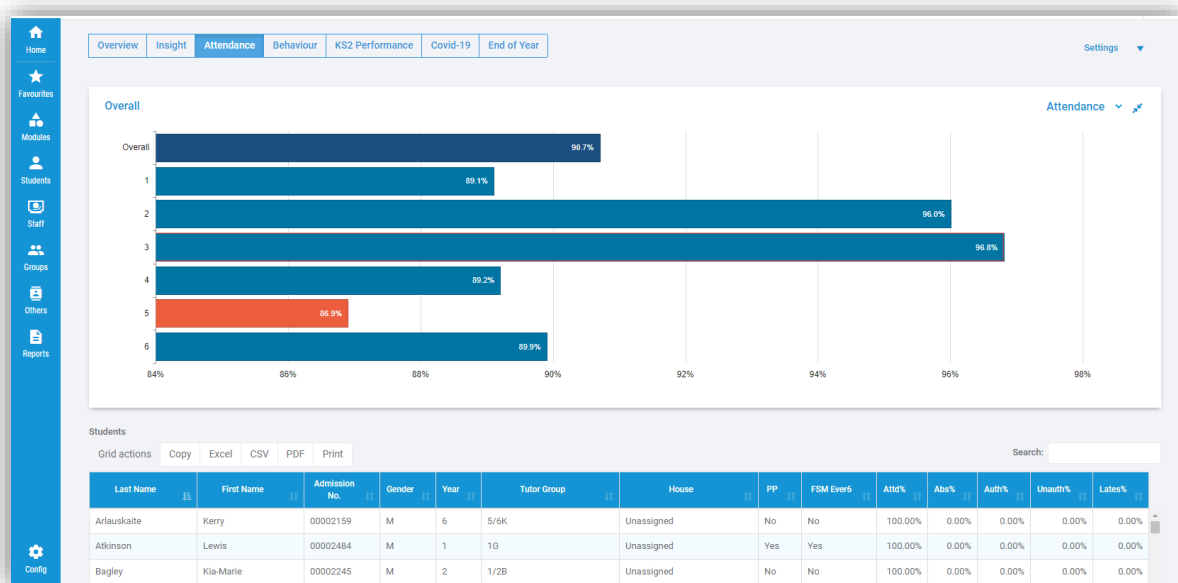 Home
Favourites
Modules
Students
Staff
Groups
Others
Reports
Config
Overview Insight Attendance Behaviour KS2 Performance Covid-19 End of Year
Settings
Overall
Attendance
Overall 90.7%
1 89.1%
2 96.0%
3 96.8%
4 89.2%
5 86.9%
6 89.9%
84% 86% 88% 90% 92% 94% 96% 98%
Students
Grid actions Copy Excel CSV PDF Print
Search:
Last Name First Name Admission No. Gender Year Tutor Group House PP FSM Ever6 Attd% Abs% Auth% Unauth% Lates%
Arlauskaite Kerry 00002159 M 6 5/6K Unassigned No No 100.00% 0.00% 0.00% 0.00% 0.00%
Atkinson Lewis 00002484 M 1 1G Unassigned Yes Yes 100.00% 0.00% 0.00% 0.00% 0.00%
Bagley Kia-Marie 00002245 M 2 1/2B Unassigned No No 100.00% 0.00% 0.00% 0.00% 0.00%